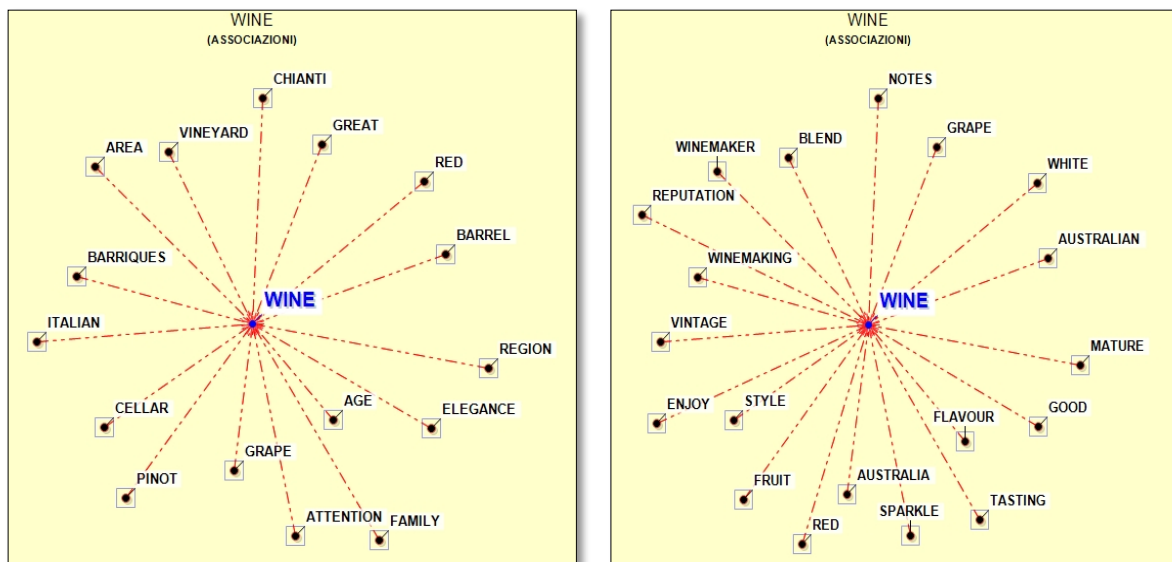 WINE
(ASSOCIAZIONI)
CHIANTI
GREAT
VINEYARD
AREA
RED
BARREL
BARRIQUES
WINE
ITALIAN
REGION
AGE
ELEGANCE
CELLAR
GRAPE
PINOT
ATTENTION
FAMILY
WINE
(ASSOCIAZIONI)
NOTES
GRAPE
BLEND
WINEMAKER
WHITE
REPUTATION
AUSTRALIAN
WINEMAKING
WINE
VINTAGE
MATURE
ENJOY
STYLE
GOOD
FLAVOUR
FRUIT
AUSTRALIA
TASTING
RED
SPARKLE